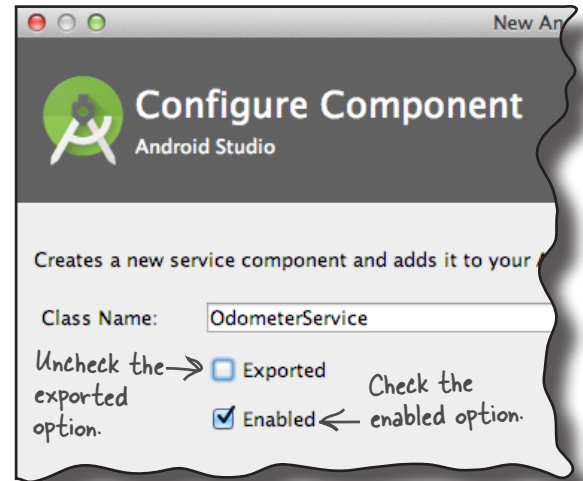 New An
Configure Component
Android Studio
Creates a new service component and adds it to your
Class Name: OdometerService
Uncheck the exported option.
Exported
Check the enabled option.
Enabled